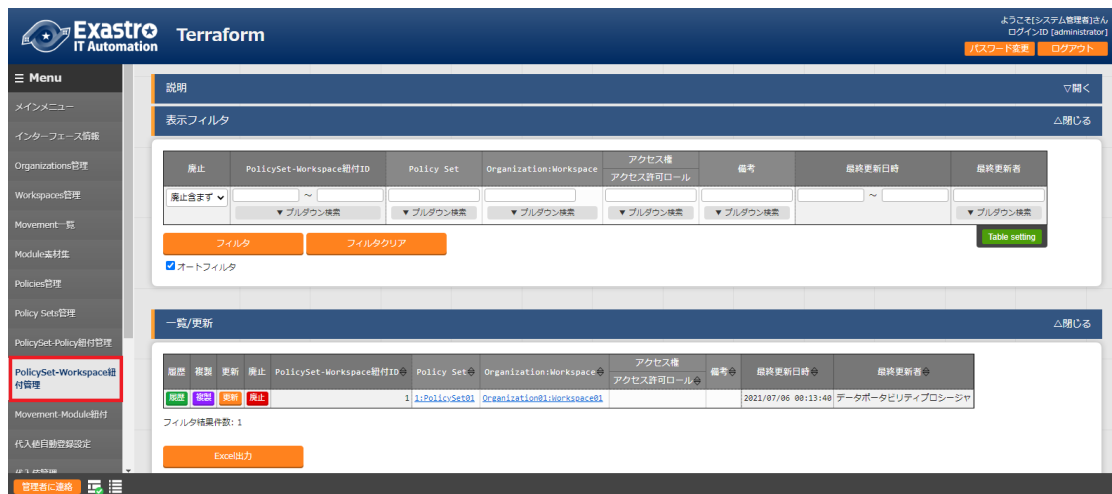 Exastro
IT Automation
Terraform
ようこそ[システム管理者]さん
ログインID [administrator]
パスワード変更
ログアウト
Menu
メインメニュー
インターフェース情報
Organizations管理
Workspaces管理
Movement一覧
Module素材集
Policies管理
Policy Sets管理
PolicySet-Policy紐付管理
PolicySet-Workspace紐
付管理
Movement-Module紐付
代入値自動登録設定
説明
▽開く
表示フィルタ
△閉じる
廃止 PolicySet-Workspace紐付ID Policy Set Organization:Workspace アクセス権 備考 最終更新日時 最終更新者
アクセス許可ロール
廃止含まず ～ ～
▼ プルダウン検索 ▼ プルダウン検索 ▼ プルダウン検索 ▼ プルダウン検索 ▼ プルダウン検索 ▼ プルダウン検索
フィルタ フィルタクリア
Table setting
オートフィルタ
一覧/更新
△閉じる
履歴 複製 更新 廃止 PolicySet-Workspace紐付ID Policy Set Organization:Workspace アクセス権 備考 最終更新日時 最終更新者
アクセス許可ロール
履歴 複製 更新 廃止 1 1:PolicySet01 Organization01:Workspace01 2021/07/06 00:13:40 データポータビリティプロシージャ
フィルタ結果件数: 1
Excel出力
管理者に連絡